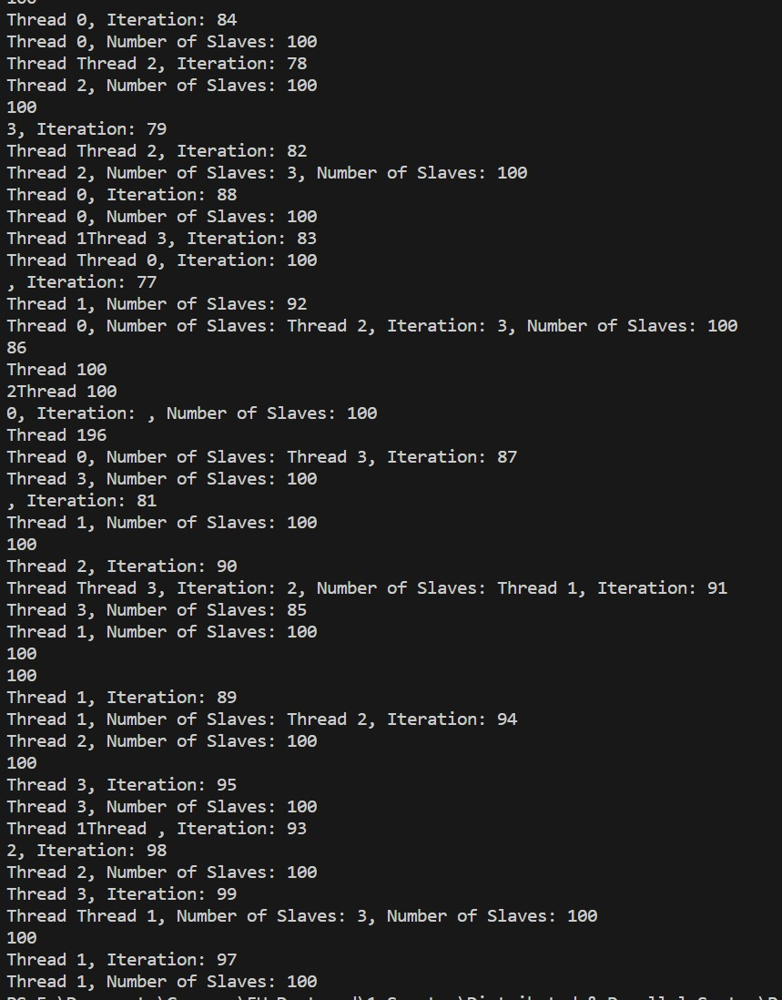 Thread 0, Iteration: 84
Thread 0, Number of Slaves: 100
Thread Thread 2, Iteration: 78
Thread 2, Number of Slaves: 100
100
3, Iteration: 79
Thread Thread 2, Iteration: 82
Thread 2, Number of Slaves: 3, Number of Slaves: 100
Thread 0, Iteration: 88
Thread 0, Number of Slaves: 100
Thread 1Thread 3, Iteration: 83
Thread Thread 0, Iteration: 100
, Iteration: 77
Thread 1, Number of Slaves: 92
Thread 0, Number of Slaves: Thread 2, Iteration: 3, Number of Slaves: 100
86
Thread 100
2Thread 100
0, Iteration: , Number of Slaves: 100
Thread 196
Thread 0, Number of Slaves: Thread 3, Iteration: 87
Thread 3, Number of Slaves: 100
, Iteration: 81
Thread 1, Number of Slaves: 100
100
Thread 2, Iteration: 90
Thread Thread 3, Iteration: 2, Number of Slaves: Thread 1, Iteration: 91
Thread 3, Number of Slaves: 85
Thread 1, Number of Slaves: 100
100
100
Thread 1, Iteration: 89
Thread 1, Number of Slaves: Thread 2, Iteration: 94
Thread 2, Number of Slaves: 100
100
Thread 3, Iteration: 95
Thread 3, Number of Slaves: 100
Thread 1Thread , Iteration: 93
2, Iteration: 98
Thread 2, Number of Slaves: 100
Thread 3, Iteration: 99
Thread Thread 1, Number of Slaves: 3, Number of Slaves: 100
100
Thread 1, Iteration: 97
Thread 1, Number of Slaves: 100